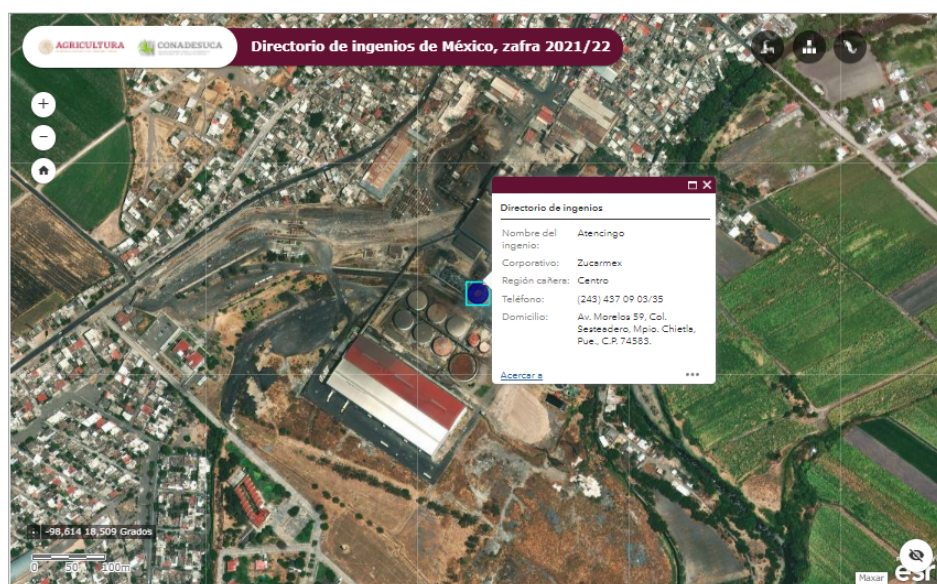 AGRICULTURA
CONADESUCA
Directorio de ingenios de México, zafra 2021/22
+
−
Directorio de ingenios
Nombre del ingenio:
Atencingo
Corporativo: Zucarmex
Región cañera: Centro
Teléfono: (243) 437 09 03/35
Domicilio: Av. Morelos 59, Col.
Sesteadero, Mpio. Chietla,
Pue., C.P. 74583.
Acercar a
-98,614 18,509 Grados
0 50 100m
Maxar
esri